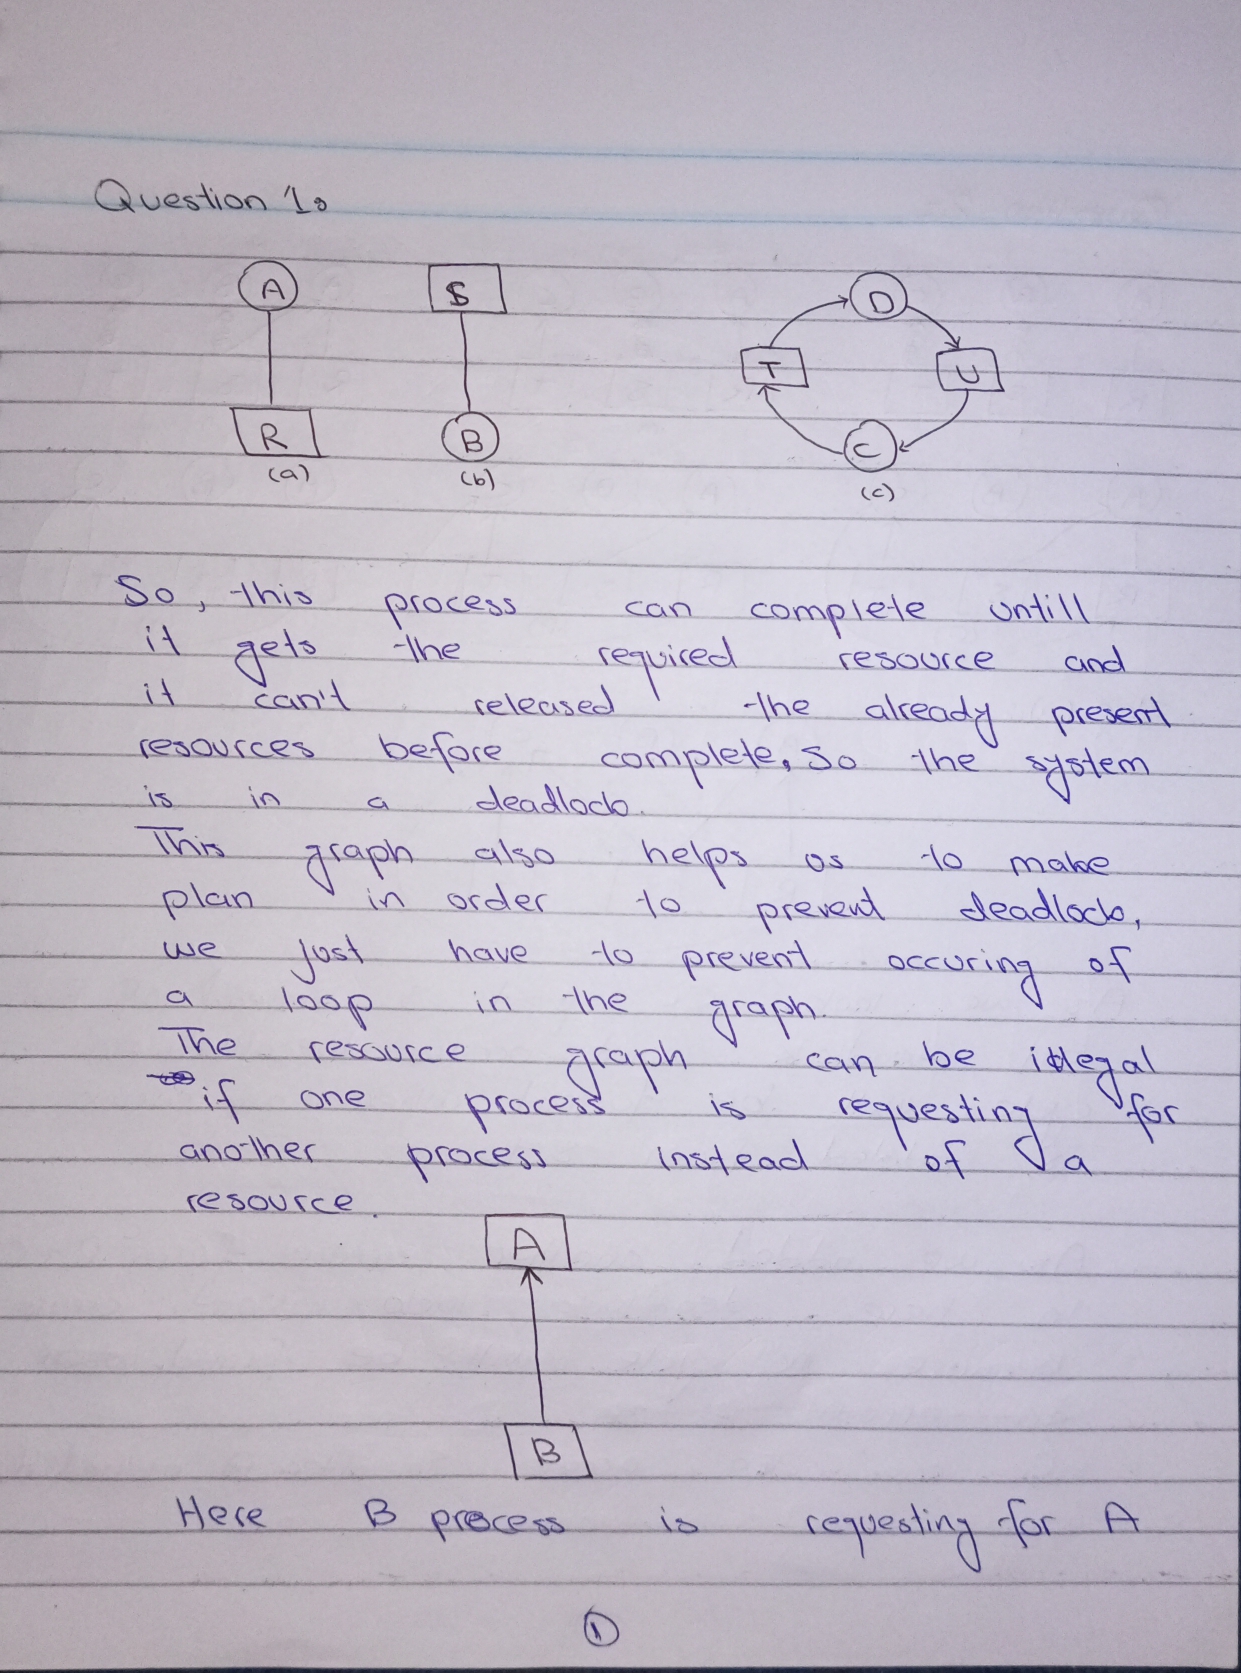 Question 1:
A S D
T U
R B C
(a) (b) (c)
So, this process can complete untill
it gets the required resource and
it can't released the already present
resources before complete, So the system
is in a deadlock.
This graph also helps us to make
plan in order to prevent deadlock,
we just have to prevent occuring of
a loop in the graph.
The resource graph can be illegal
if one process is requesting for
another process instead of a
resource.
A
B
Here B process is requesting for A
1